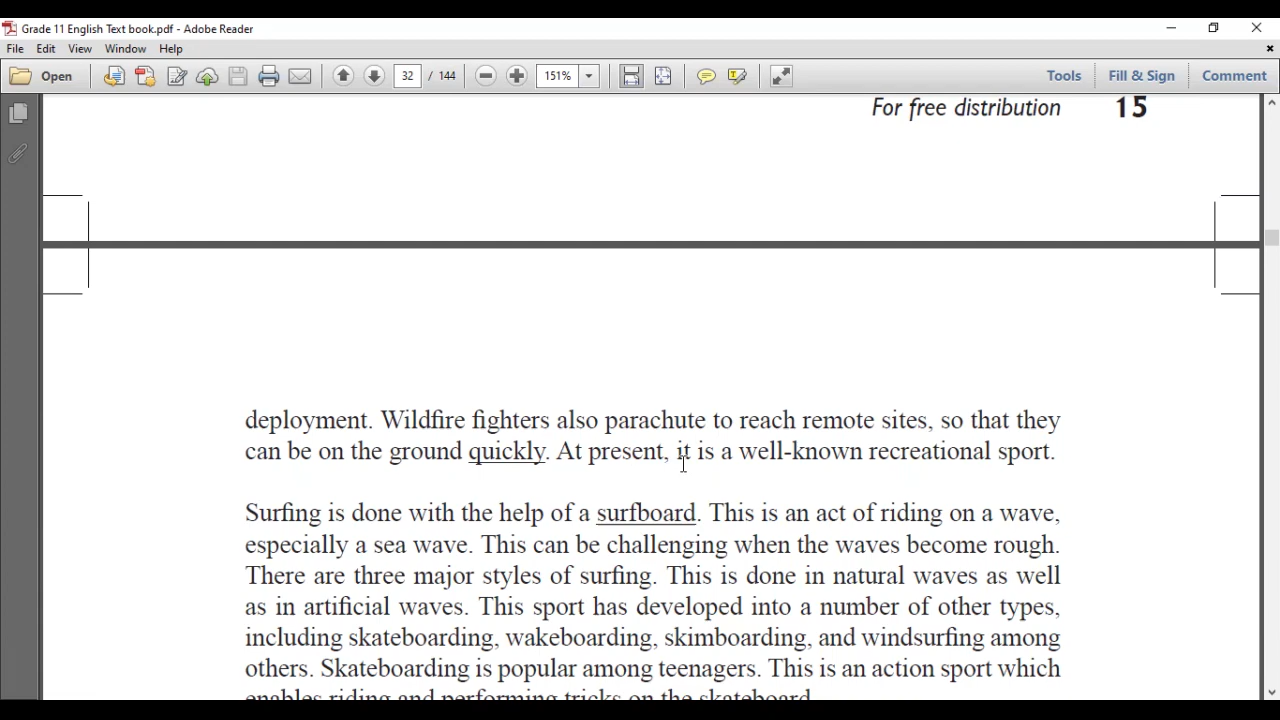 Grade 11 English Text book.pdf - Adobe Reader
File Edit View Window Help
Open 32 / 144 151% Tools Fill & Sign Comment
For free distribution 15
deployment. Wildfire fighters also parachute to reach remote sites, so that they
can be on the ground quickly. At present, it is a well-known recreational sport.
Surfing is done with the help of a surfboard. This is an act of riding on a wave,
especially a sea wave. This can be challenging when the waves become rough.
There are three major styles of surfing. This is done in natural waves as well
as in artificial waves. This sport has developed into a number of other types,
including skateboarding, wakeboarding, skimboarding, and windsurfing among
others. Skateboarding is popular among teenagers. This is an action sport which
enables riding and performing tricks on the skateboard.